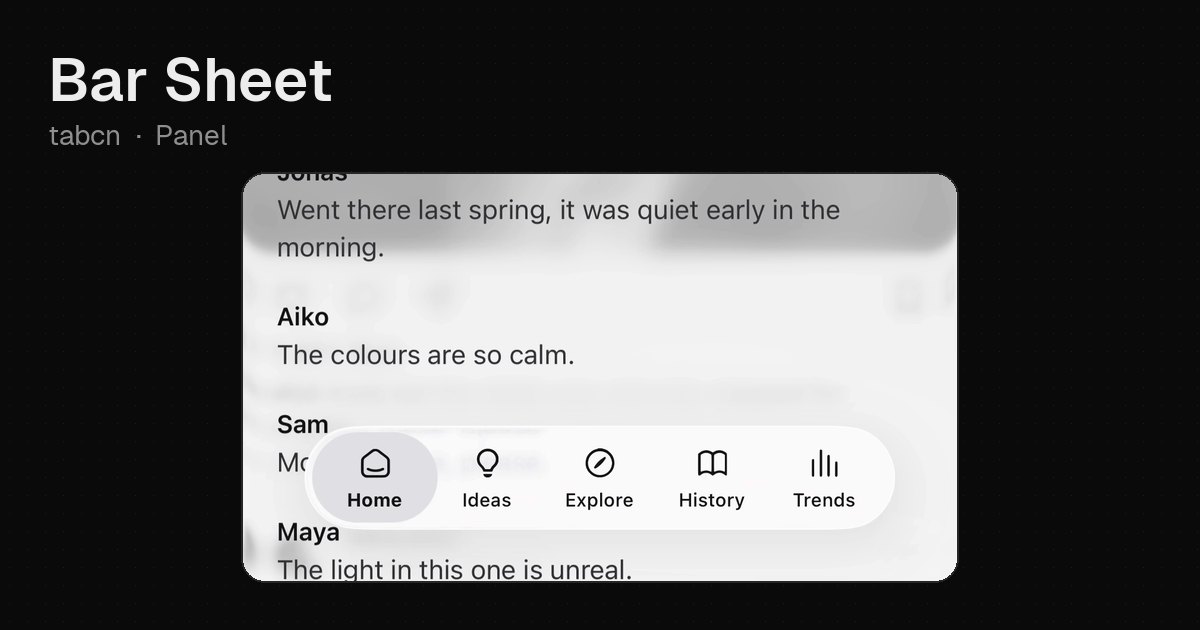 Bar Sheet
tabcn · Panel
Jonas
Went there last spring, it was quiet early in the
morning.
Aiko
The colours are so calm.
Sam
Home
Ideas
Explore
History
Trends
Maya
The light in this one is unreal.